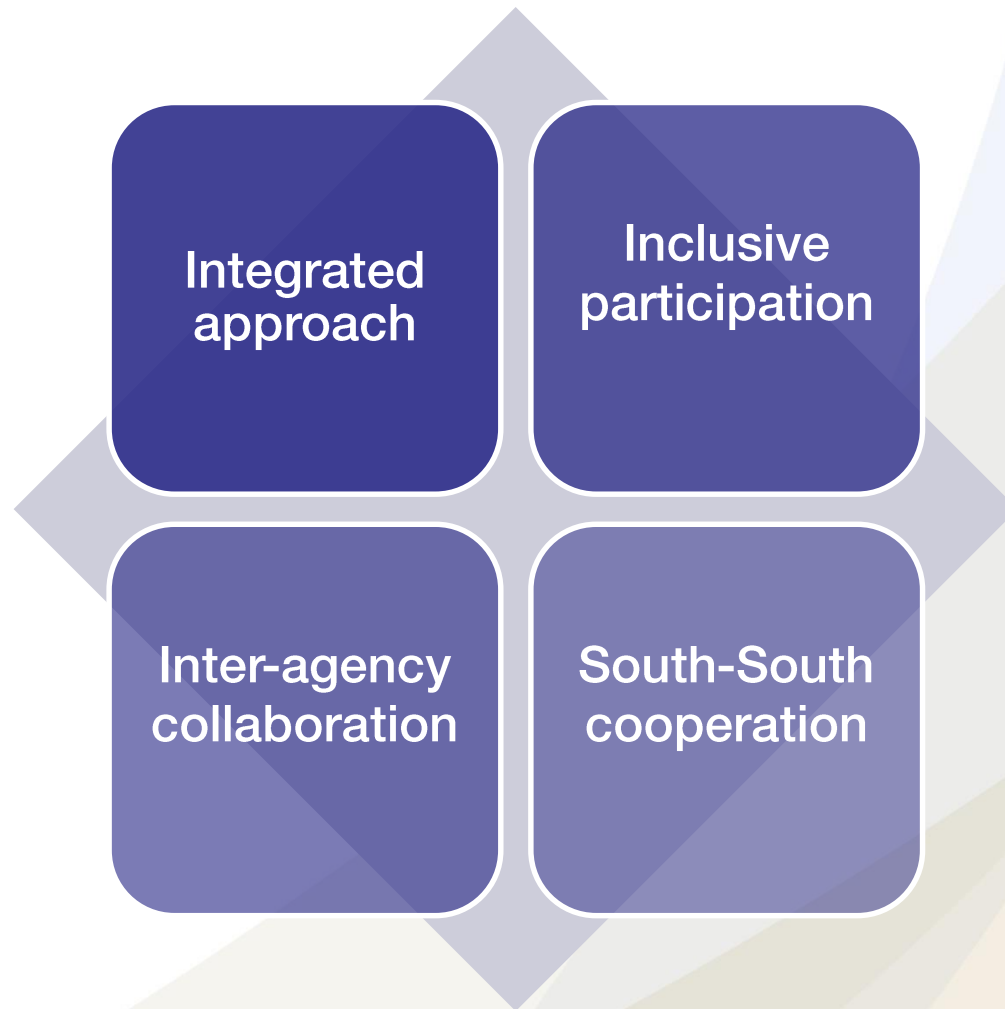 Integrated
approach
Inclusive
participation
Inter-agency
collaboration
South-South
cooperation